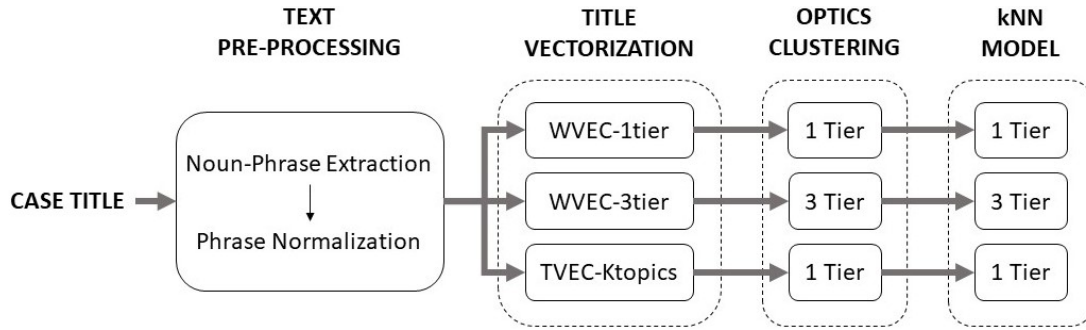 TEXT
PRE-PROCESSING
TITLE
VECTORIZATION
OPTICS
CLUSTERING
kNN
MODEL
CASE TITLE
Noun-Phrase Extraction
Phrase Normalization
WVEC-1tier
1 Tier
1 Tier
WVEC-3tier
3 Tier
3 Tier
TVEC-Ktopics
1 Tier
1 Tier